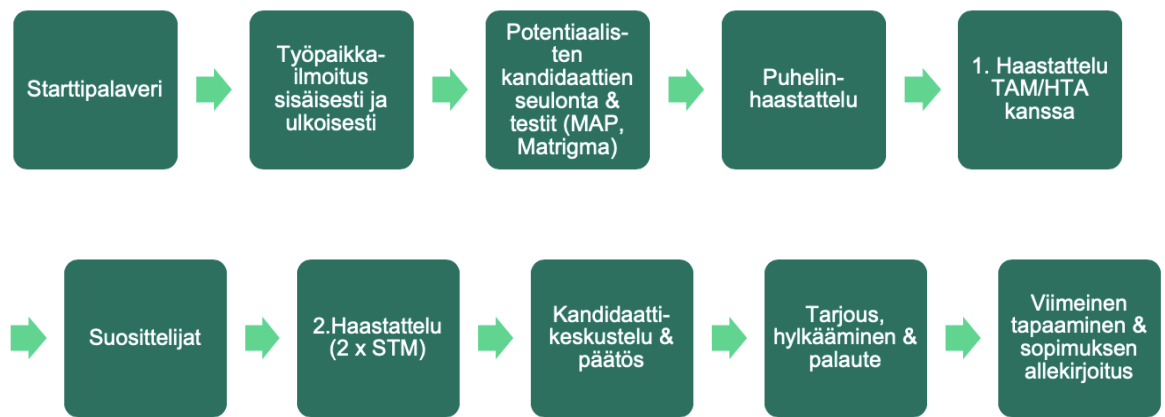 Starttipalaveri
Työpaikka-
ilmoitus
sisäisesti ja
ulkoisesti
Potentiaalis-
ten
kandidaattien
seulonta &
testit (MAP,
Matrigma)
Puhelin-
haastattelu
1. Haastattelu
TAM/HTA
kanssa
Suosittelijat
2.Haastattelu
(2 x STM)
Kandidaatti-
keskustelu &
päätös
Tarjous,
hylkääminen &
palaute
Viimeinen
tapaaminen &
sopimuksen
allekirjoitus